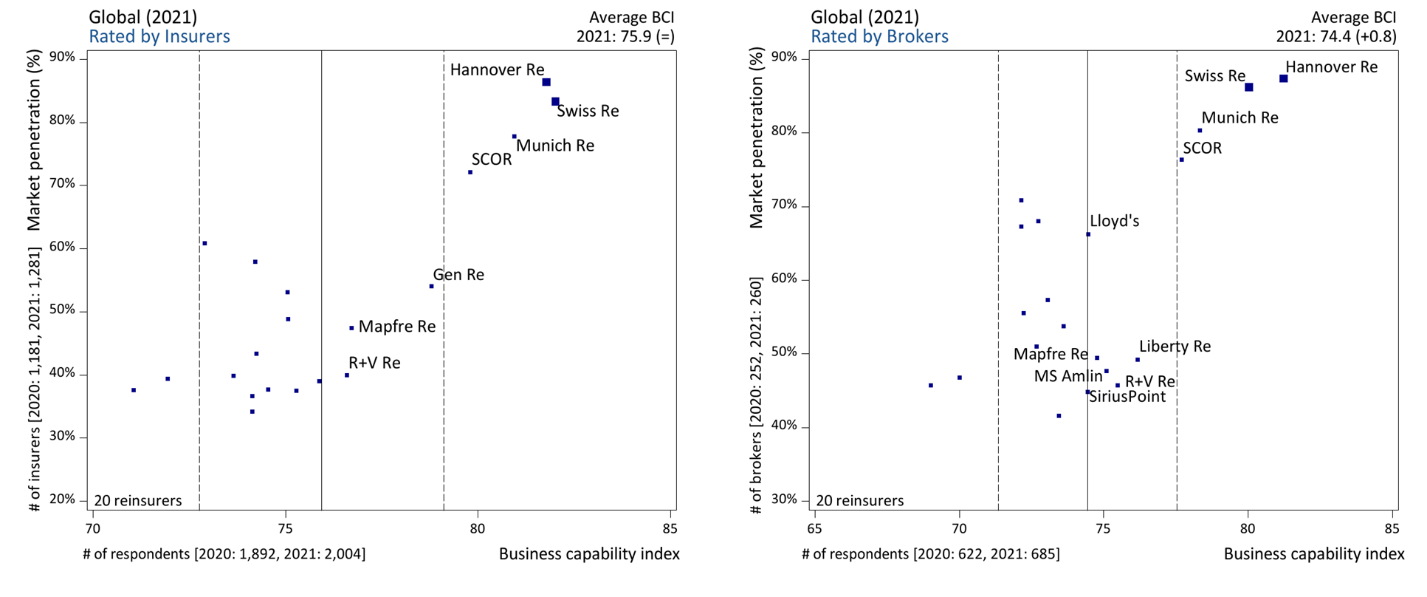 Global (2021)
Rated by Insurers
Average BCI
2021: 75.9 (=)
Market penetration (%)
# of insurers [2020: 1,181, 2021: 1,281]
90%
80%
70%
60%
50%
40%
30%
20%
Hannover Re
Swiss Re
Munich Re
SCOR
Gen Re
Mapfre Re
R+V Re
20 reinsurers
70
75
80
85
# of respondents [2020: 1,892, 2021: 2,004]
Business capability index
Global (2021)
Rated by Brokers
Average BCI
2021: 74.4 (+0.8)
Market penetration (%)
# of brokers [2020: 252, 2021: 260]
90%
80%
70%
60%
50%
40%
30%
Hannover Re
Swiss Re
Munich Re
SCOR
Lloyd's
Liberty Re
Mapfre Re
MS Amlin
R+V Re
SiriusPoint
20 reinsurers
65
70
75
80
85
# of respondents [2020: 622, 2021: 685]
Business capability index